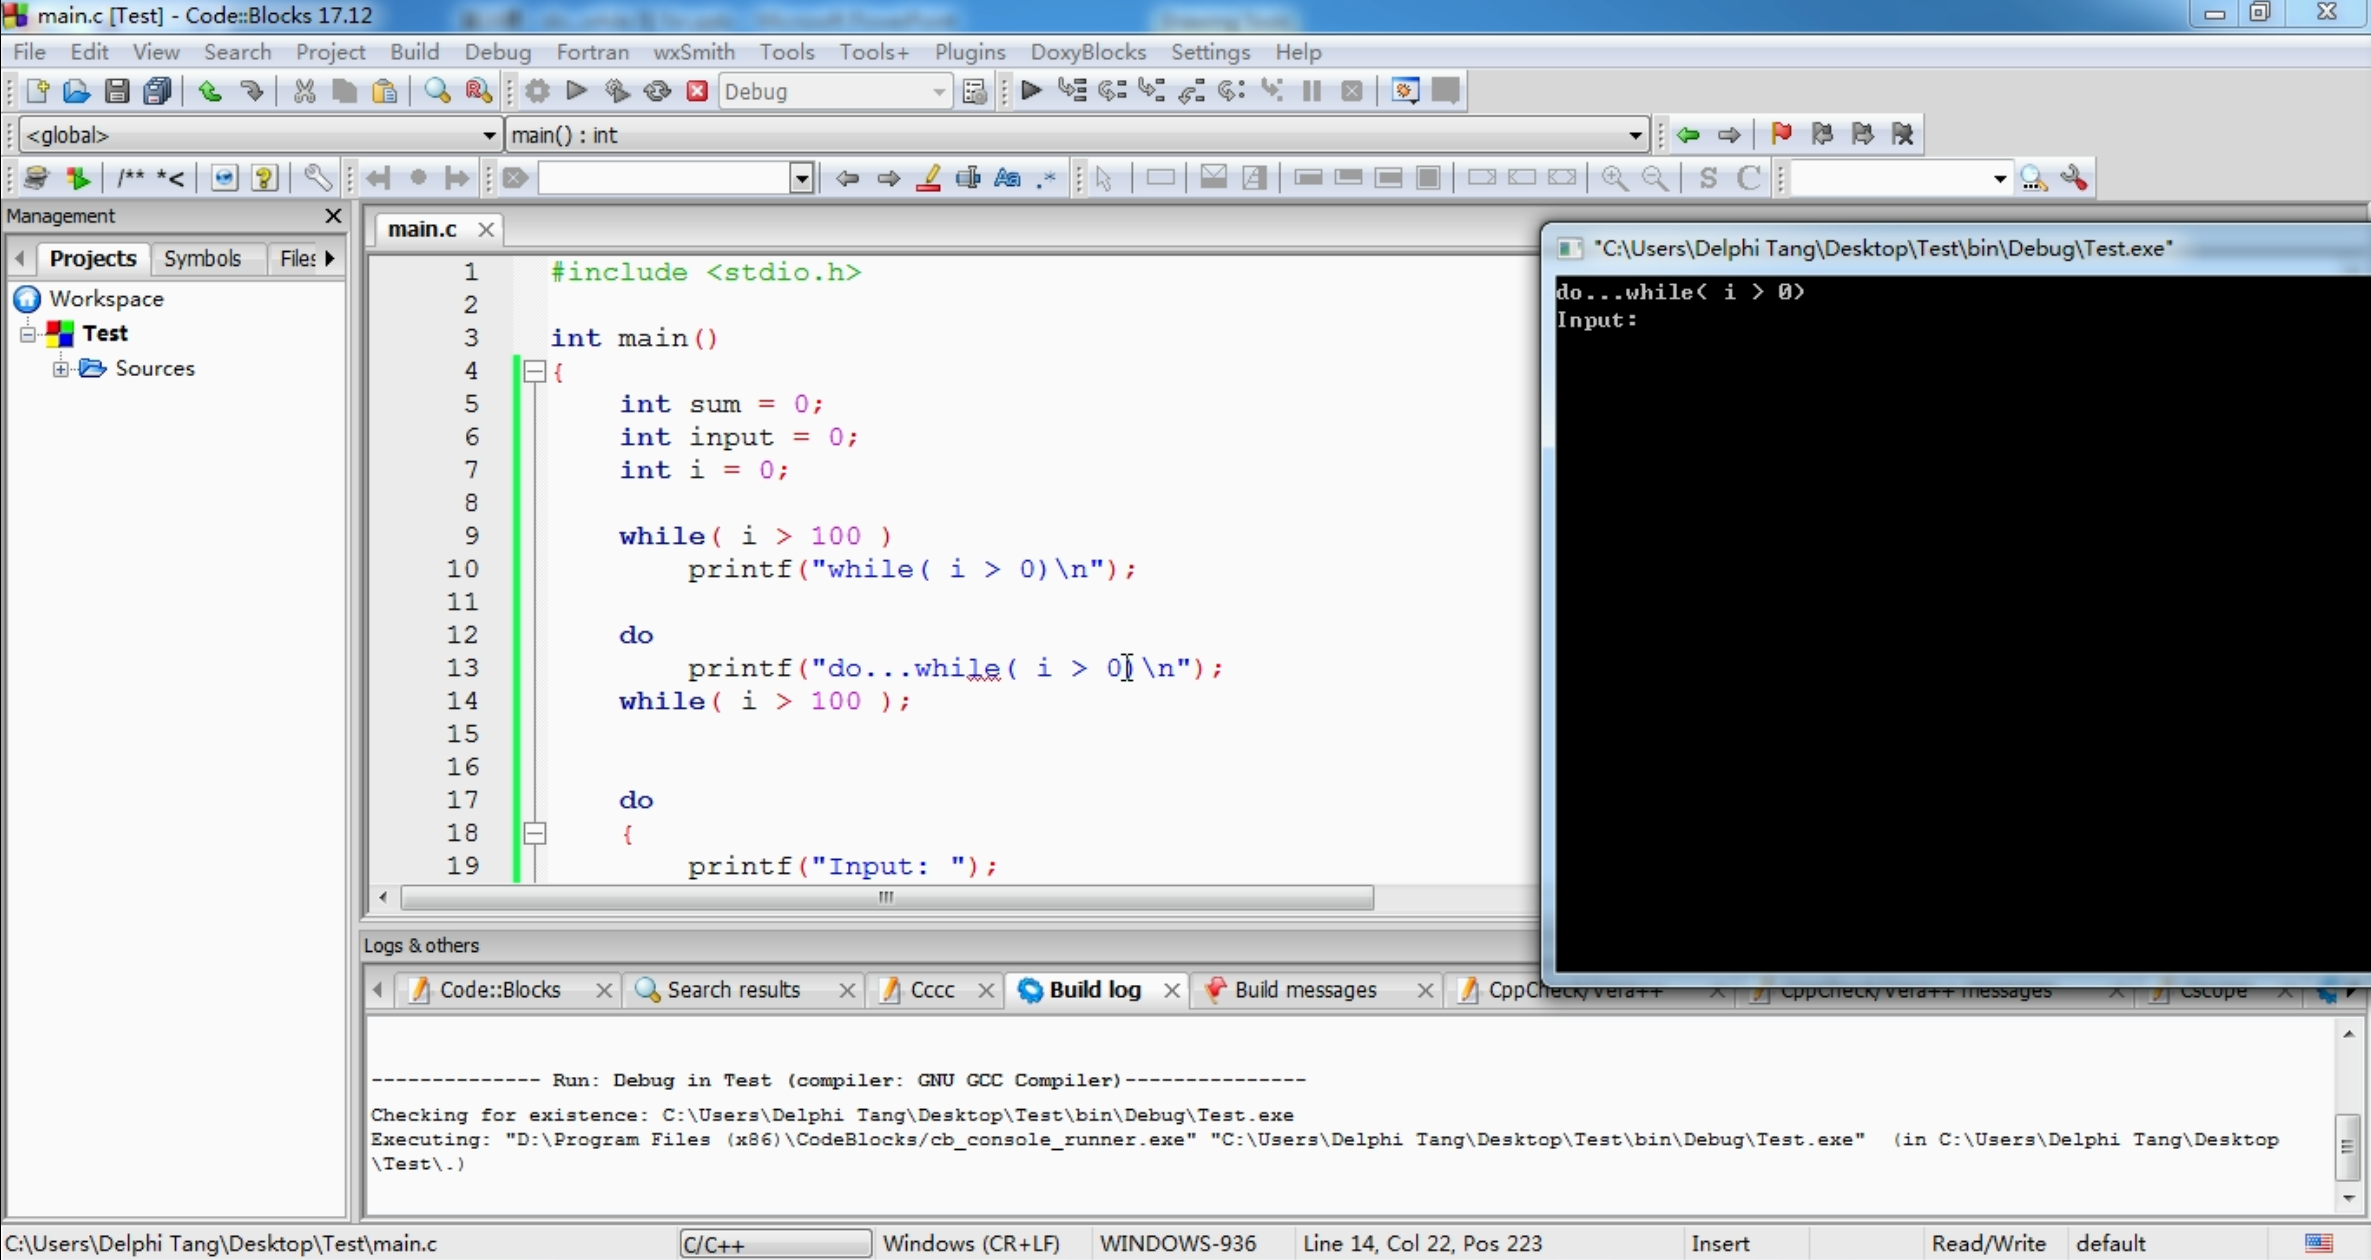 main.c [Test] - Code::Blocks 17.12
File Edit View Search Project Build Debug Fortran wxSmith Tools Tools+ Plugins DoxyBlocks Settings Help
Debug
<global> main() : int
/** *<
S C
Management
main.c
Projects Symbols Files
Workspace
Test
Sources
1 #include <stdio.h>
2
3 int main()
4 {
5 int sum = 0;
6 int input = 0;
7 int i = 0;
8
9 while( i > 100 )
10 printf("while( i > 0)\n");
11
12 do
13 printf("do...while( i > 0)\n");
14 while( i > 100 );
15
16
17 do
18 {
19 printf("Input: ");
"C:\Users\Delphi Tang\Desktop\Test\bin\Debug\Test.exe"
do...while( i > 0)
Input:
Logs & others
Code::Blocks Search results Cccc Build log Build messages CppCheck/Vera++ CppCheck/Vera++ messages Cscope
-------------- Run: Debug in Test (compiler: GNU GCC Compiler)---------------
Checking for existence: C:\Users\Delphi Tang\Desktop\Test\bin\Debug\Test.exe
Executing: "D:\Program Files (x86)\CodeBlocks/cb_console_runner.exe" "C:\Users\Delphi Tang\Desktop\Test\bin\Debug\Test.exe" (in C:\Users\Delphi Tang\Desktop
\Test\.)
C:\Users\Delphi Tang\Desktop\Test\main.c C/C++ Windows (CR+LF) WINDOWS-936 Line 14, Col 22, Pos 223 Insert Read/Write default